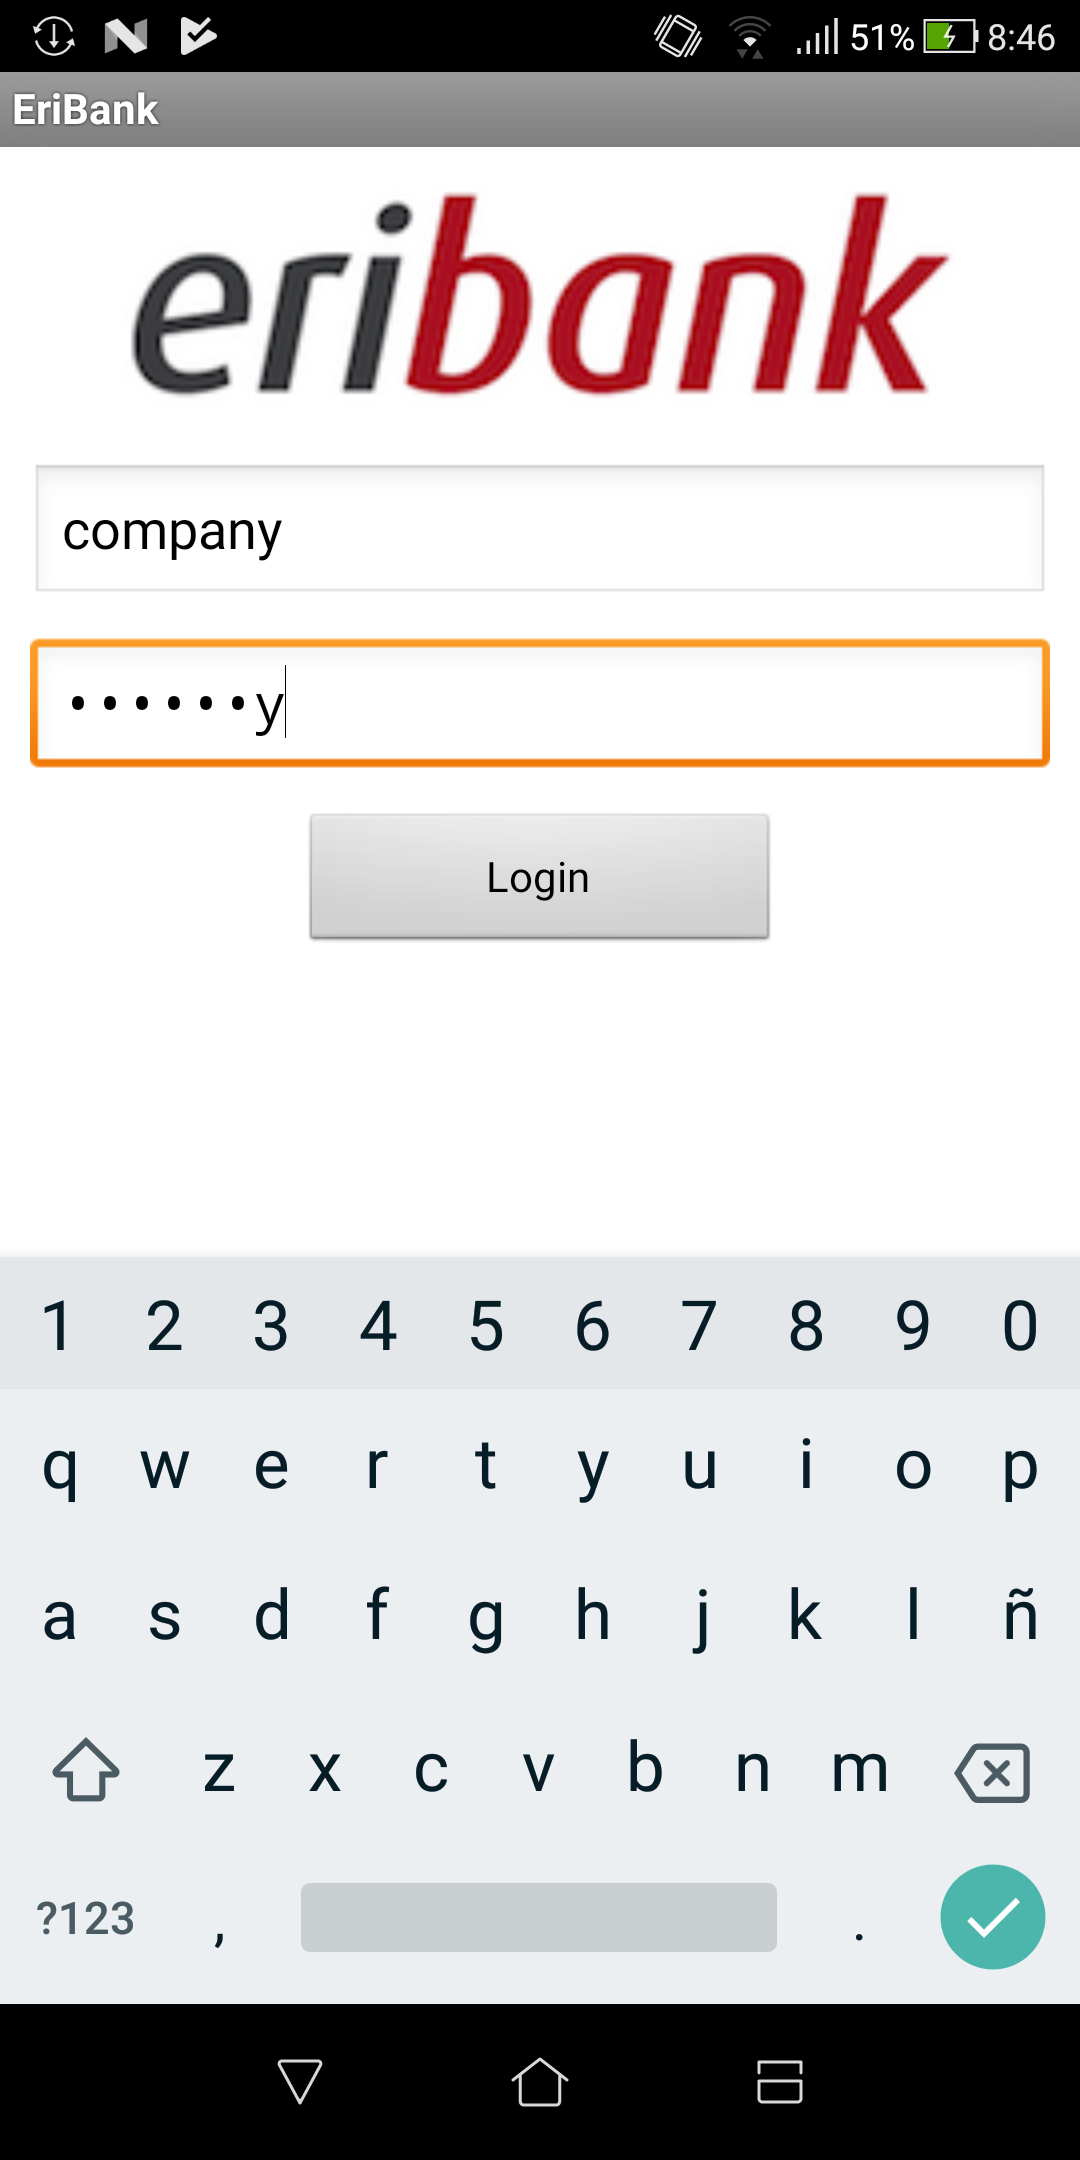 51% 8:46
EriBank
eribank
company
••••••y
Login
1 2 3 4 5 6 7 8 9 0
q w e r t y u i o p
a s d f g h j k l ñ
z x c v b n m
?123 , .